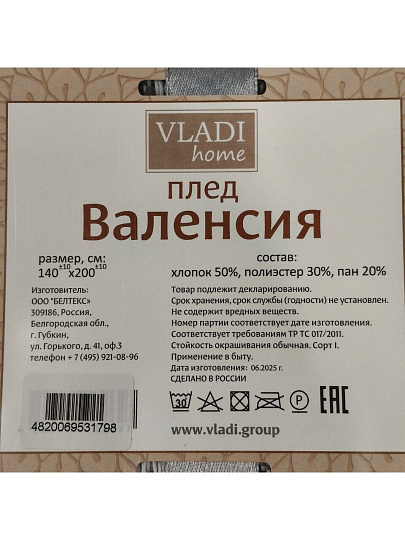 VLADI
home
плед
Валенсия
размер, см:
140±10 x200±10
состав:
хлопок 50%, полиэстер 30%, пан 20%
Изготовитель:
ООО "БЕЛТЕКС"
309186, Россия,
Белгородская обл.,
г. Губкин,
ул. Горького, д. 41, оф.3
телефон + 7 (495) 921-08-96
Товар подлежит декларированию.
Срок хранения, срок службы (годности) не установлен.
Не содержит вредных веществ.
Номер партии соответствует дате изготовления.
Соответствует требованиям ТР ТС 017/2011.
Стойкость окрашивания обычная. Сорт I.
Применение в быту.
Дата изготовления: 06.2025 г.
СДЕЛАНО В РОССИИ
30
P
EAC
4820069531798
www.vladi.group